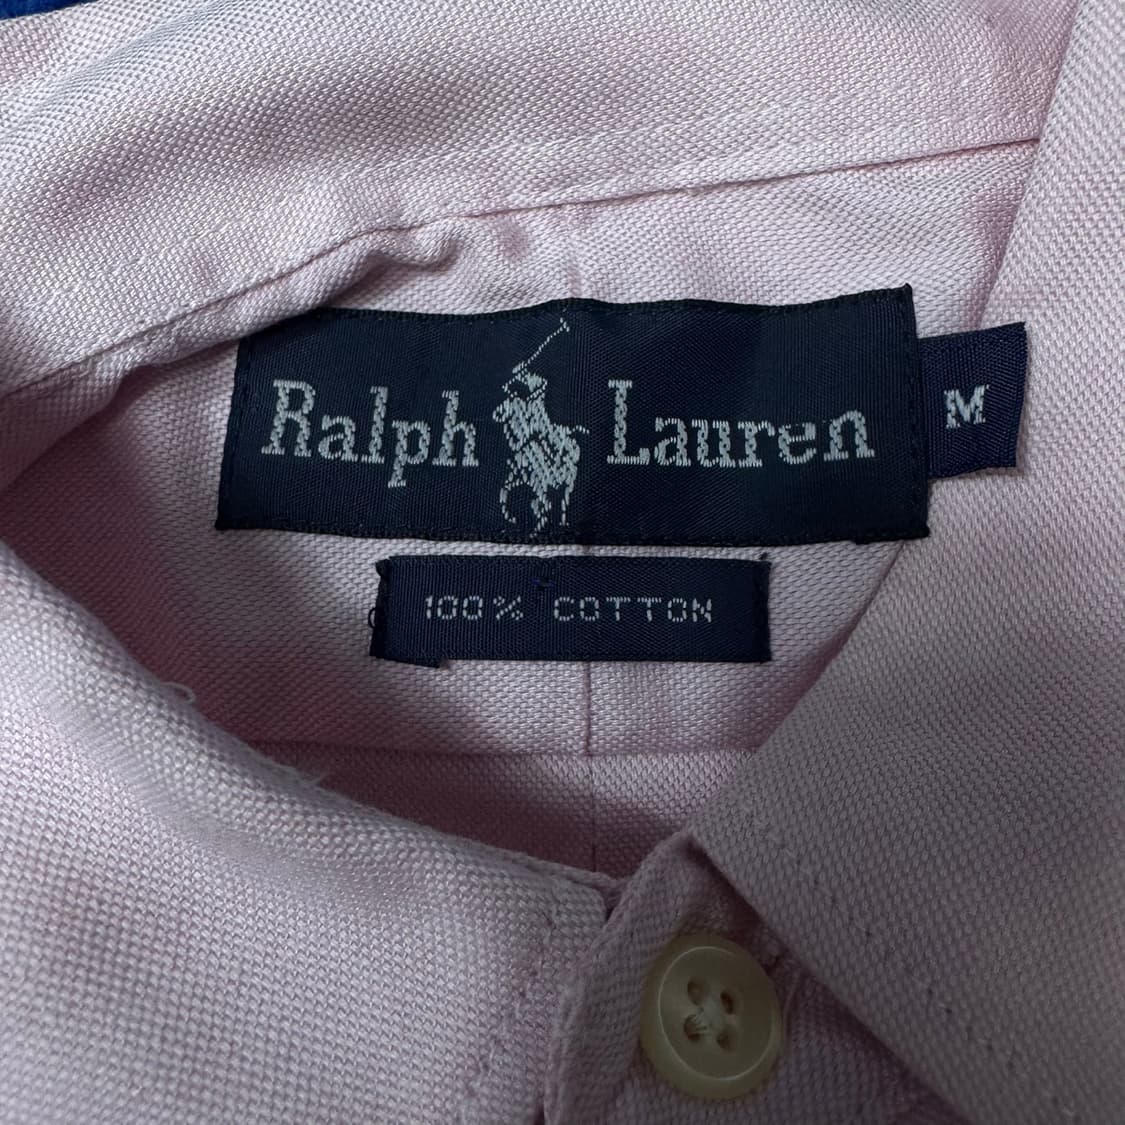 Ralph Lauren
M
100% COTTON